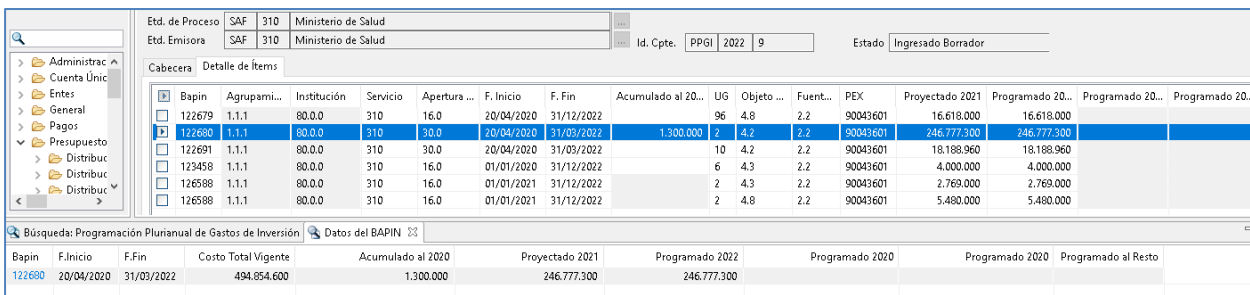 Etd. de Proceso SAF 310 Ministerio de Salud ...
Etd. Emisora SAF 310 Ministerio de Salud ... Id. Cpte. PPGI 2022 9 Estado Ingresado Borrador
Administrac
Cuenta Únic
Entes
General
Pagos
Presupuesto
Distribuc
Distribuc
Distribuc
Cabecera Detalle de Ítems
Bapin Agrupami... Institución Servicio Apertura ... F. Inicio F. Fin Acumulado al 20... UG Objeto ... Fuent... PEX Proyectado 2021 Programado 20... Programado 20... Programado 20...
122679 1.1.1 80.0.0 310 16.0 20/04/2020 31/12/2022 96 4.8 2.2 90043601 16.618.000 16.618.000
122680 1.1.1 80.0.0 310 30.0 20/04/2020 31/03/2022 1.300.000 2 4.2 2.2 90043601 246.777.300 246.777.300
122691 1.1.1 80.0.0 310 30.0 20/04/2020 31/03/2022 10 4.2 2.2 90043601 18.188.960 18.188.960
123458 1.1.1 80.0.0 310 16.0 01/01/2020 31/12/2022 6 4.3 2.2 90043601 4.000.000 4.000.000
126588 1.1.1 80.0.0 310 16.0 01/01/2021 31/12/2022 2 4.3 2.2 90043601 2.769.000 2.769.000
126588 1.1.1 80.0.0 310 16.0 01/01/2021 31/12/2022 2 4.8 2.2 90043601 5.480.000 5.480.000
Búsqueda: Programación Plurianual de Gastos de Inversión Datos del BAPIN
Bapin F.Inicio F.Fin Costo Total Vigente Acumulado al 2020 Proyectado 2021 Programado 2022 Programado 2020 Programado 2020 Programado al Resto
122680 20/04/2020 31/03/2022 494.854.600 1.300.000 246.777.300 246.777.300